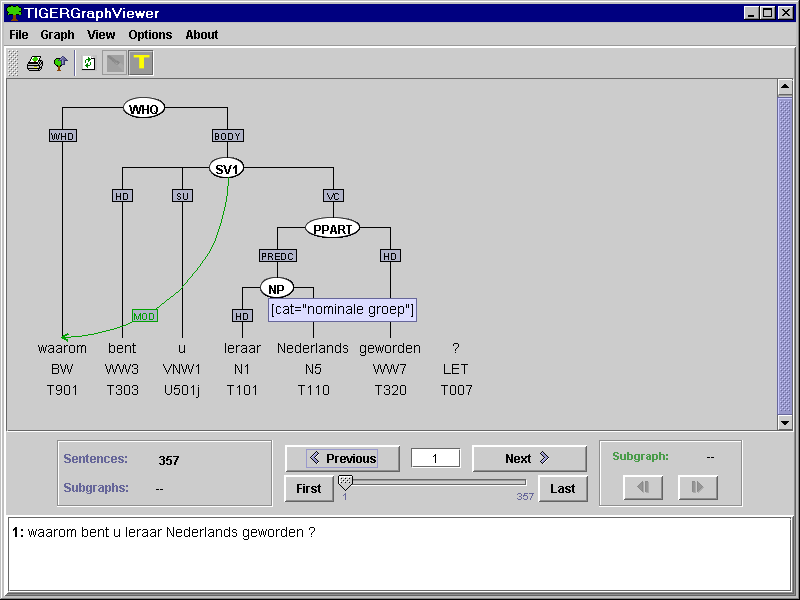 TIGERGraphViewer
File Graph View Options About
T
WHQ
WHD BODY
SV1
HD SU VC
PPART
PREDC HD
NP
[cat="nominale groep"]
MOD HD
waarom bent u leraar Nederlands geworden ?
BW WW3 VNW1 N1 N5 WW7 LET
T901 T303 U501j T101 T110 T320 T007
Sentences: 357
Subgraphs: --
Previous 1 Next
First 1 357 Last
Subgraph: --
1: waarom bent u leraar Nederlands geworden ?